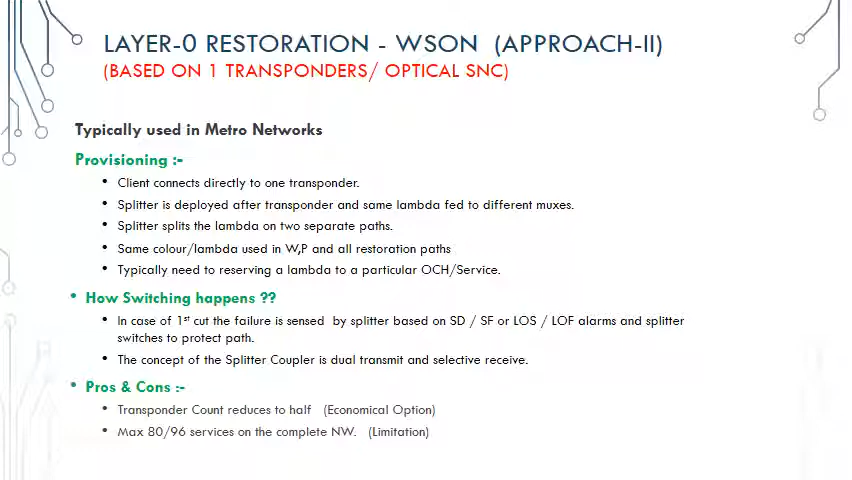 LAYER-0 RESTORATION - WSON (APPROACH-II)
(BASED ON 1 TRANSPONDERS/ OPTICAL SNC)
Typically used in Metro Networks
Provisioning :-
• Client connects directly to one transponder.
• Splitter is deployed after transponder and same lambda fed to different muxes.
• Splitter splits the lambda on two separate paths.
• Same colour/lambda used in W,P and all restoration paths
• Typically need to reserving a lambda to a particular OCH/Service.
• How Switching happens ??
• In case of 1st cut the failure is sensed by splitter based on SD / SF or LOS / LOF alarms and splitter
switches to protect path.
• The concept of the Splitter Coupler is dual transmit and selective receive.
• Pros & Cons :-
• Transponder Count reduces to half (Economical Option)
• Max 80/96 services on the complete NW. (Limitation)